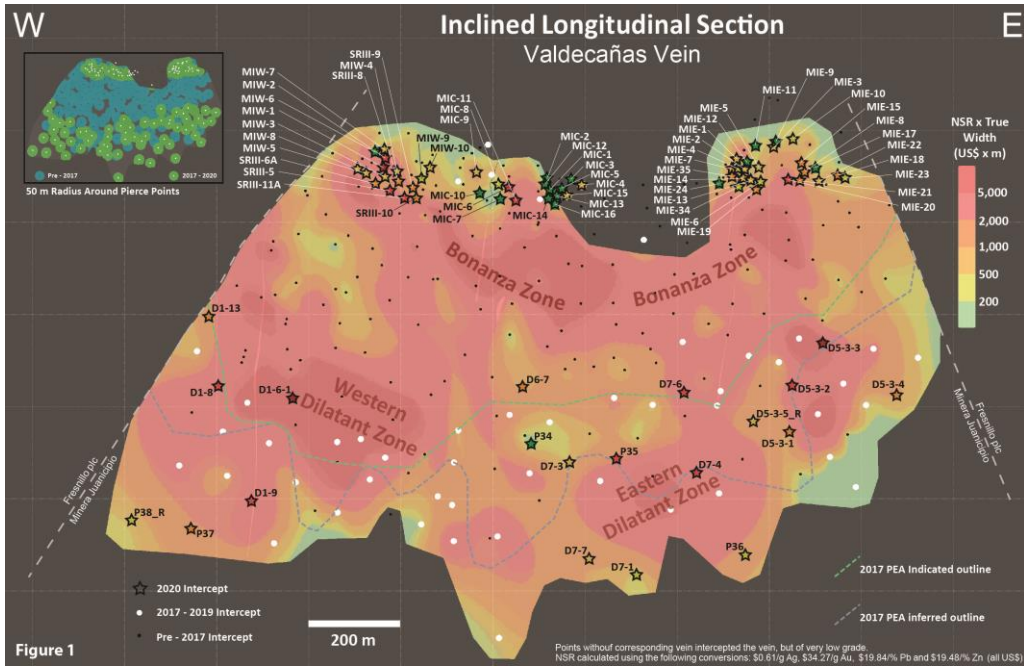 W
Inclined Longitudinal Section
E
Valdecañas Vein
Pre - 2017
2017 - 2020
50 m Radius Around Pierce Points
SRIII-9
MIW-4
SRIII-8
MIW-7
MIW-2
MIW-6
MIW-1
MIW-3
MIW-8
MIW-5
SRIII-6A
SRIII-5
SRIII-11A
SRIII-10
MIW-9
MIW-10
MIC-11
MIC-8
MIC-9
MIC-10
MIC-6
MIC-7
MIC-14
MIC-2
MIC-12
MIC-1
MIC-3
MIC-5
MIC-4
MIC-15
MIC-13
MIC-16
MIE-9
MIE-11
MIE-3
MIE-10
MIE-5
MIE-12
MIE-1
MIE-2
MIE-4
MIE-7
MIE-35
MIE-14
MIE-24
MIE-13
MIE-34
MIE-6
MIE-19
MIE-15
MIE-8
MIE-17
MIE-22
MIE-18
MIE-23
MIE-21
MIE-20
NSR x True
Width
(US$ x m)
5,000
2,000
1,000
500
200
Bonanza Zone
Bonanza Zone
Western
Dilatant Zone
Eastern
Dilatant Zone
D1-13
D1-8
D1-6-1
D6-7
D7-6
D5-3-3
D5-3-2
D5-3-4
D5-3-5_R
D5-3-1
P34
D7-3
P35
D7-4
D1-9
P38_R
P37
D7-7
D7-1
P36
Fresnillo plc
Minera Juanicipio
Fresnillo plc
Minera Juanicipio
2020 Intercept
2017 - 2019 Intercept
Pre - 2017 Intercept
200 m
2017 PEA Indicated outline
2017 PEA inferred outline
Figure 1
Points withouf corresponding vein intercepted the vein, but of very low grade.
NSR calculated using the following conversions: $0.61/g Ag, $34.27/g Au, $19.84/% Pb and $19.48/% Zn (all US$)